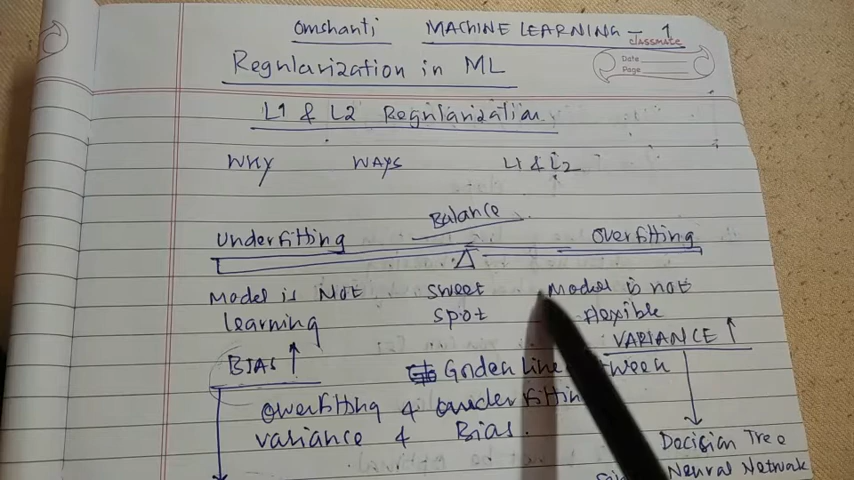 Omshanti MACHINE LEARNING - 1
classmate
Date
Page
Regularization in ML
L1 & L2 Regularization
WHY WAYS L1 & L2
Balance
Underfitting overfitting
Model is Not Sweet Model is not
learning spot flexible
VARIANCE ↑
BIAS ↑
Golden Line
overfitting & underfitting
variance & Bias.
Decision Tree
Neural Network